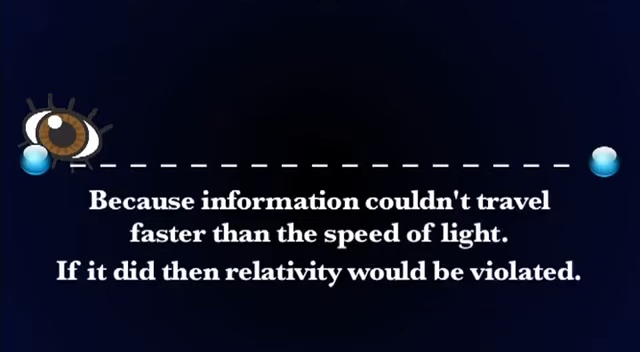 Because information couldn't travel
faster than the speed of light.
If it did then relativity would be violated.